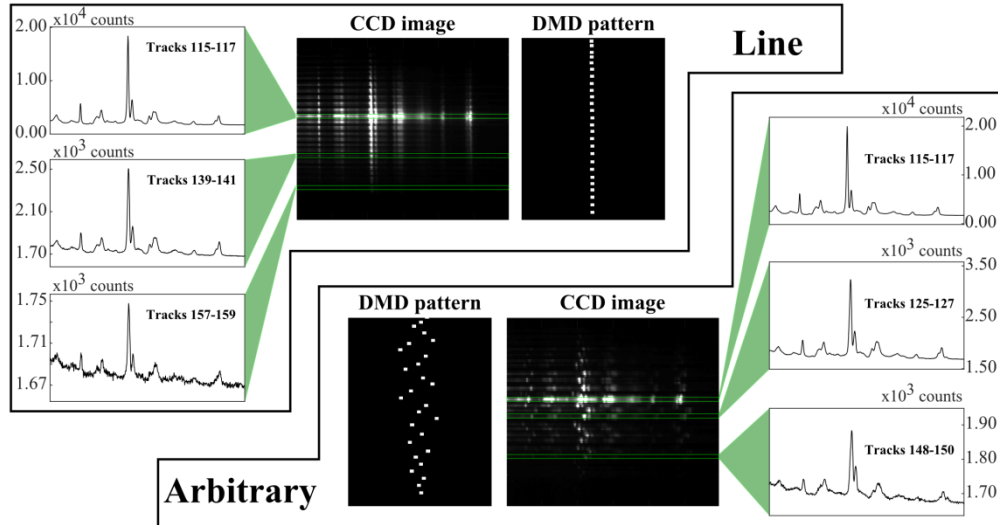 CCD image
DMD pattern
Line
x10⁴ counts
2.00
1.00
0.00
Tracks 115-117
x10³ counts
2.50
2.10
1.70
Tracks 139-141
x10³ counts
1.75
1.71
1.67
Tracks 157-159
Arbitrary
DMD pattern
CCD image
x10⁴ counts
2.00
1.00
0.00
Tracks 115-117
x10³ counts
3.50
2.50
1.50
Tracks 125-127
x10³ counts
1.90
1.80
1.70
Tracks 148-150